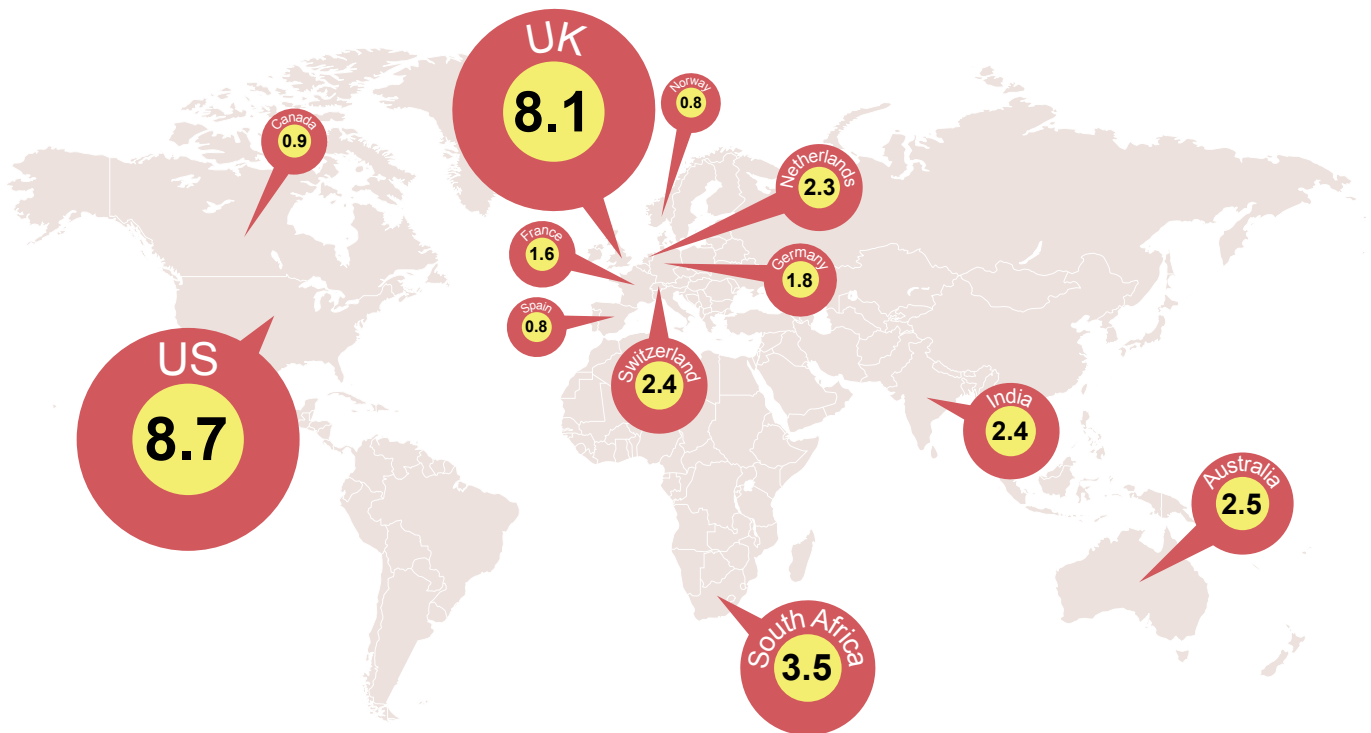 UK
8.1
Norway
0.8
Canada
0.9
Netherlands
2.3
France
1.6
Germany
1.8
Spain
0.8
US
8.7
Switzerland
2.4
India
2.4
Australia
2.5
South Africa
3.5